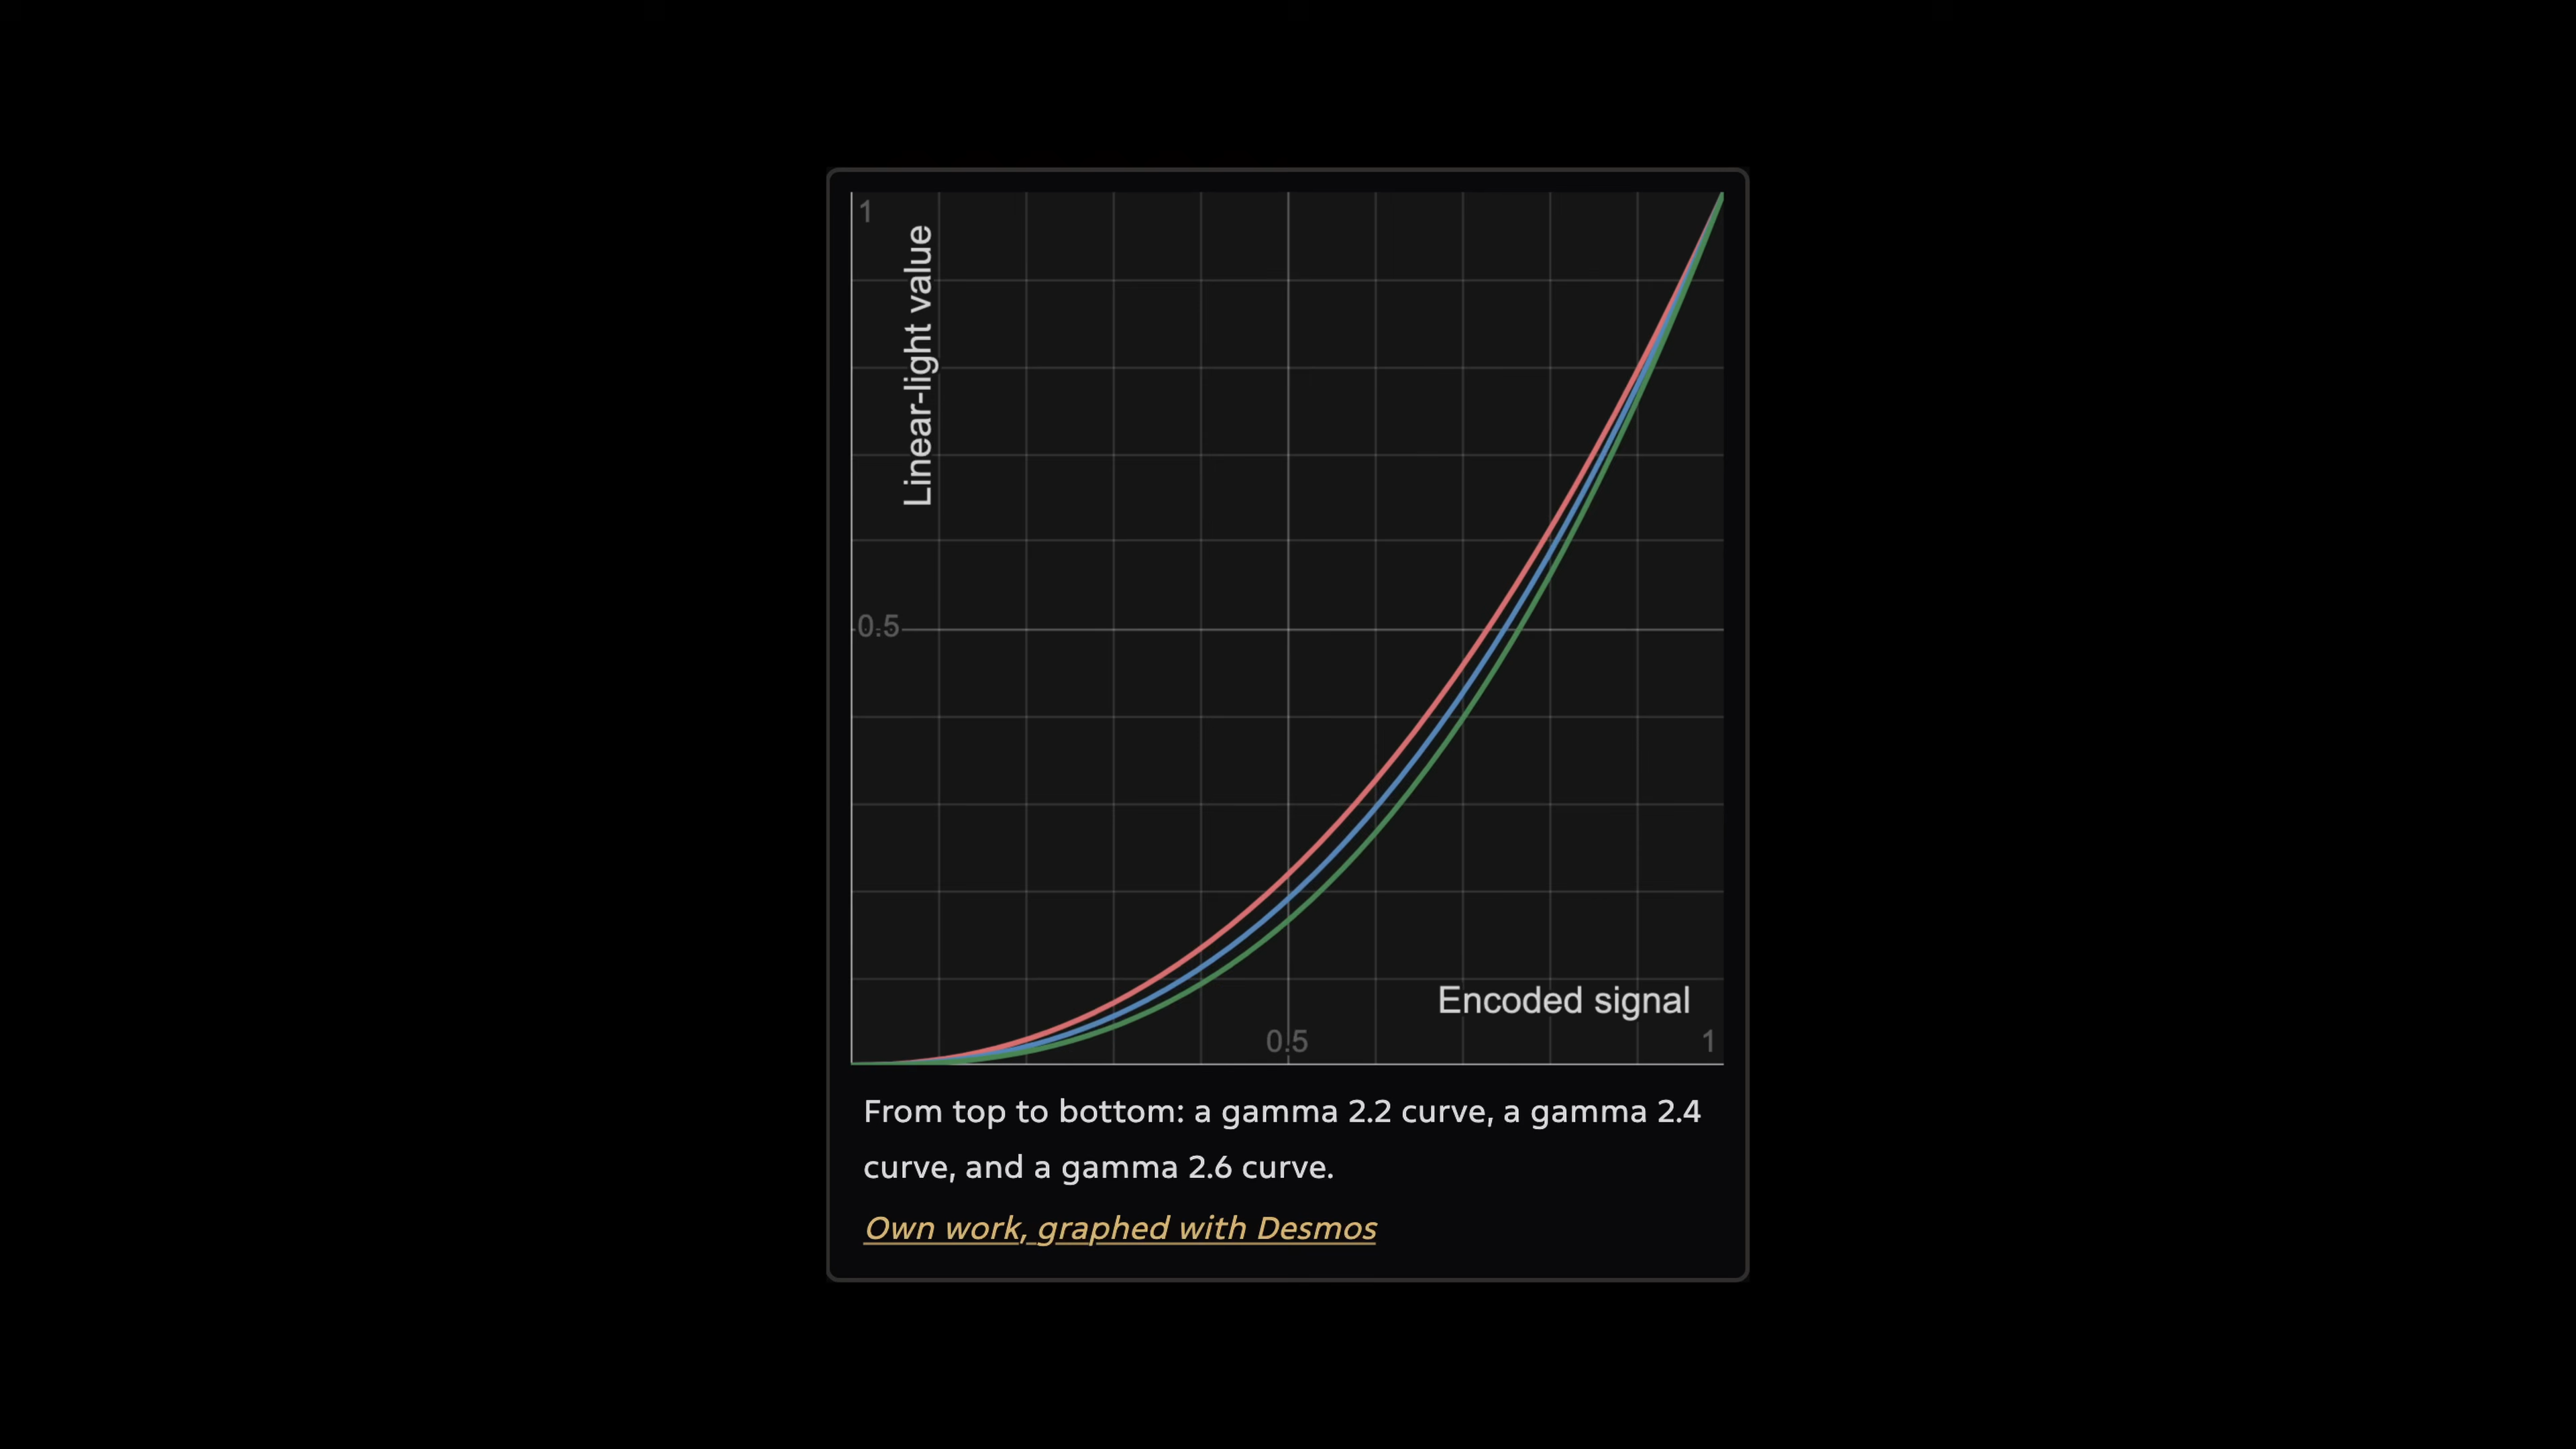 1
Linear-light value
0.5
Encoded signal
0.5
1
From top to bottom: a gamma 2.2 curve, a gamma 2.4
curve, and a gamma 2.6 curve.
Own work, graphed with Desmos